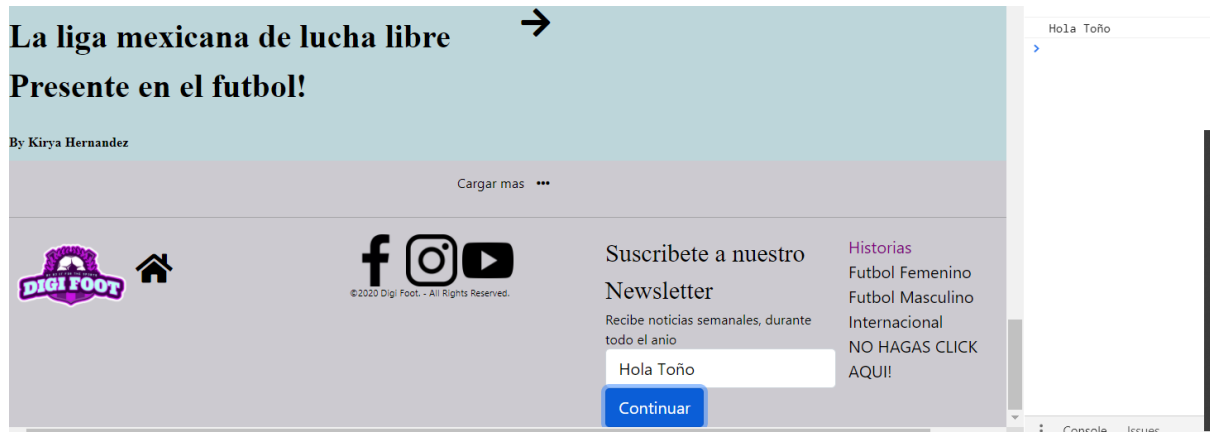 La liga mexicana de lucha libre
Presente en el futbol!
By Kirya Hernandez
Cargar mas
DIGI FOOT
©2020 Digi Foot. - All Rights Reserved.
Suscribete a nuestro
Newsletter
Recibe noticias semanales, durante
todo el anio
Hola Toño
Continuar
Historias
Futbol Femenino
Futbol Masculino
Internacional
NO HAGAS CLICK
AQUI!
Hola Toño
Console Issues